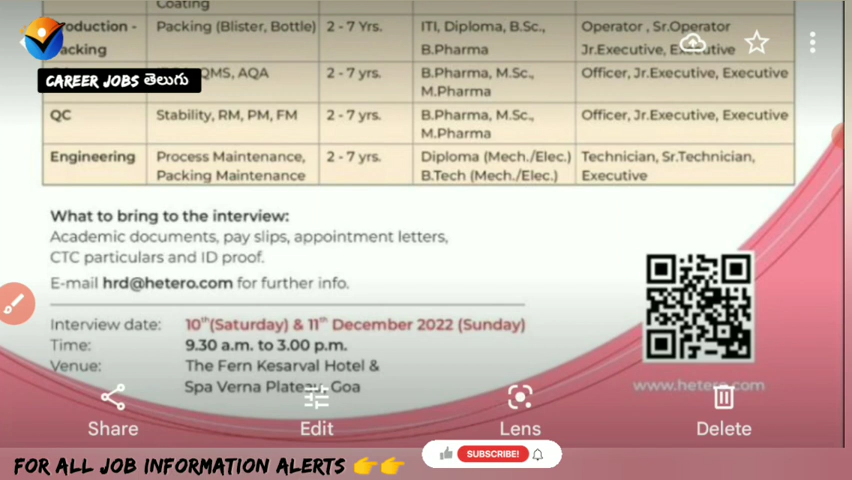 Coating
Production - Packing (Blister, Bottle) 2 - 7 Yrs. ITI, Diploma, B.Sc., Operator , Sr.Operator
Packing B.Pharma Jr.Executive, Executive
CAREER JOBS తెలుగు QMS, AQA 2 - 7 yrs. B.Pharma, M.Sc., Officer, Jr.Executive, Executive
M.Pharma
QC Stability, RM, PM, FM 2 - 7 yrs. B.Pharma, M.Sc., Officer, Jr.Executive, Executive
M.Pharma
Engineering Process Maintenance, 2 - 7 yrs. Diploma (Mech./Elec.) Technician, Sr.Technician,
Packing Maintenance B.Tech (Mech./Elec.) Executive
What to bring to the interview:
Academic documents, pay slips, appointment letters,
CTC particulars and ID proof.
E-mail hrd@hetero.com for further info.
Interview date: 10th(Saturday) & 11th December 2022 (Sunday)
Time: 9.30 a.m. to 3.00 p.m.
Venue: The Fern Kesarval Hotel &
Spa Verna Plateau, Goa
www.hetero.com
Share Edit Lens Delete
FOR ALL JOB INFORMATION ALERTS 👉👉 SUBSCRIBE!